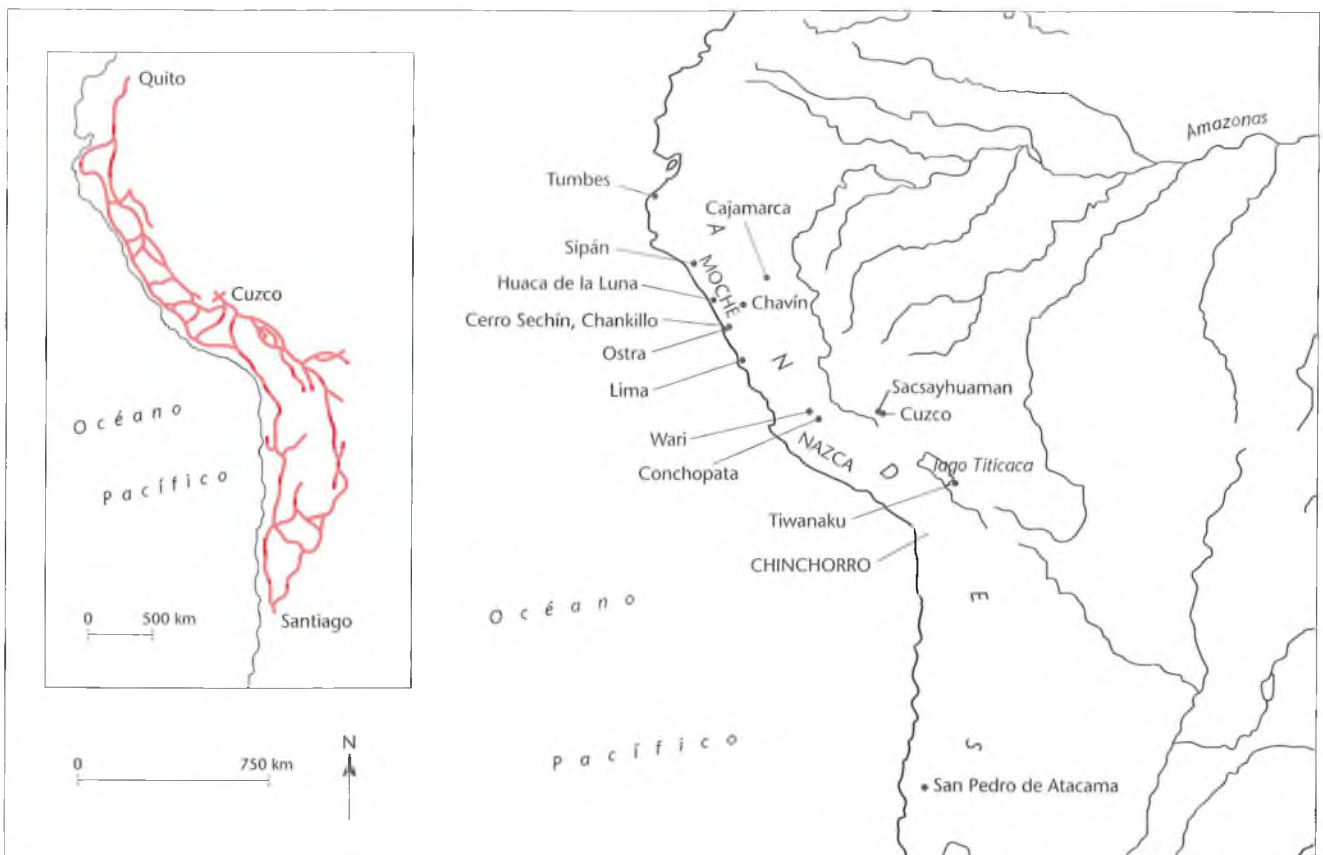 Quito
Cuzco
Océano
Pacífico
0 500 km
Santiago
0 750 km
N
Amazonas
Tumbes
Cajamarca
Sipán
Huaca de la Luna
MOCHE
Chavín
Cerro Sechín, Chankillo
Ostra
Lima
Sacsayhuaman
Cuzco
Wari
Conchopata
NAZCA
lago Titicaca
Tiwanaku
CHINCHORRO
ANDES
Océano
Pacífico
San Pedro de Atacama